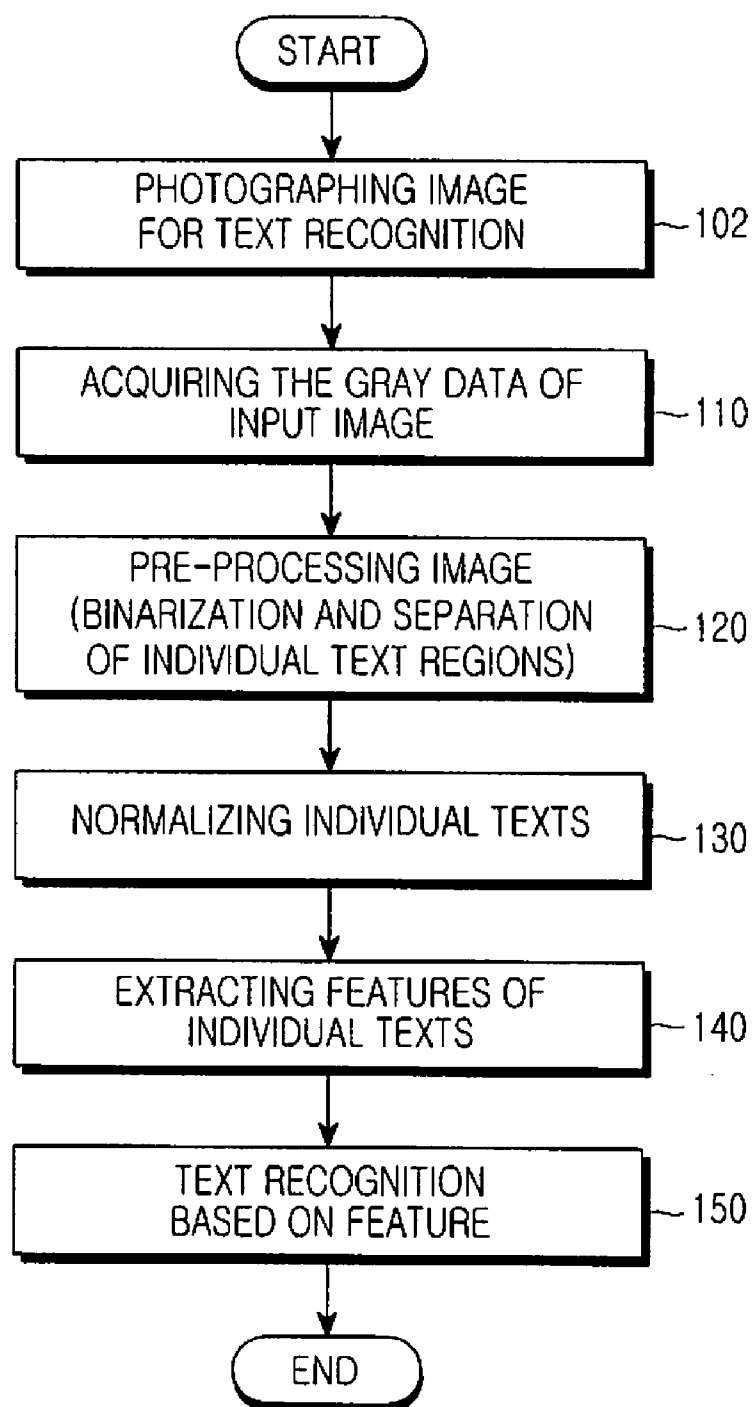 START
PHOTOGRAPHING IMAGE
FOR TEXT RECOGNITION
102
ACQUIRING THE GRAY DATA OF
INPUT IMAGE
110
PRE-PROCESSING IMAGE
(BINARIZATION AND SEPARATION
OF INDIVIDUAL TEXT REGIONS)
120
NORMALIZING INDIVIDUAL TEXTS
130
EXTRACTING FEATURES OF
INDIVIDUAL TEXTS
140
TEXT RECOGNITION
BASED ON FEATURE
150
END